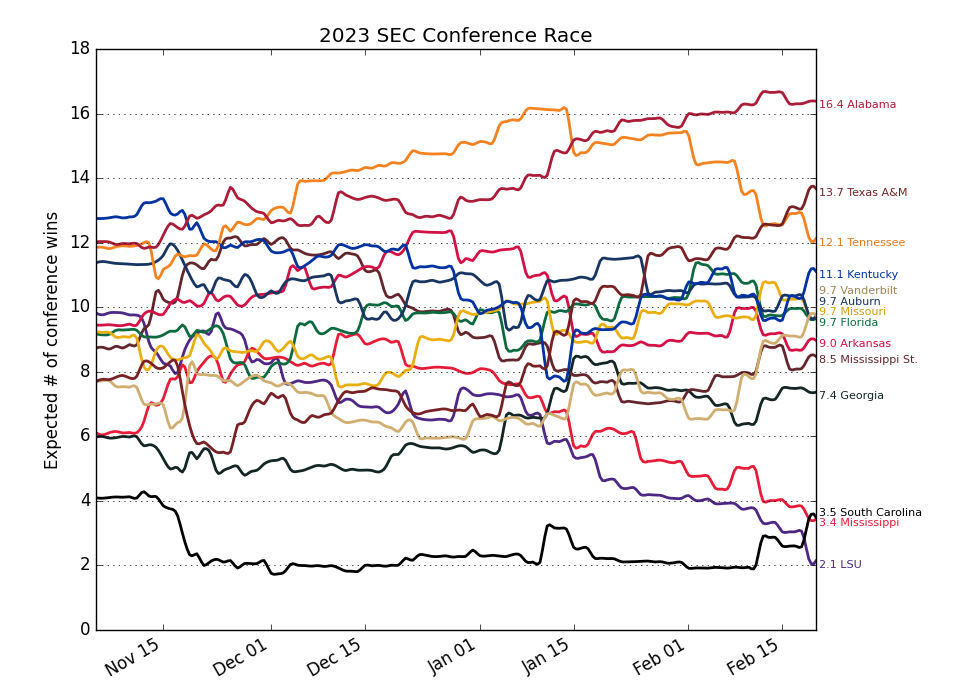 2023 SEC Conference Race
Expected # of conference wins
18
16
14
12
10
8
6
4
2
0
Nov 15
Dec 01
Dec 15
Jan 01
Jan 15
Feb 01
Feb 15
16.4 Alabama
13.7 Texas A&M
12.1 Tennessee
11.1 Kentucky
9.7 Vanderbilt
9.7 Auburn
9.7 Missouri
9.7 Florida
9.0 Arkansas
8.5 Mississippi St.
7.4 Georgia
3.5 South Carolina
3.4 Mississippi
2.1 LSU